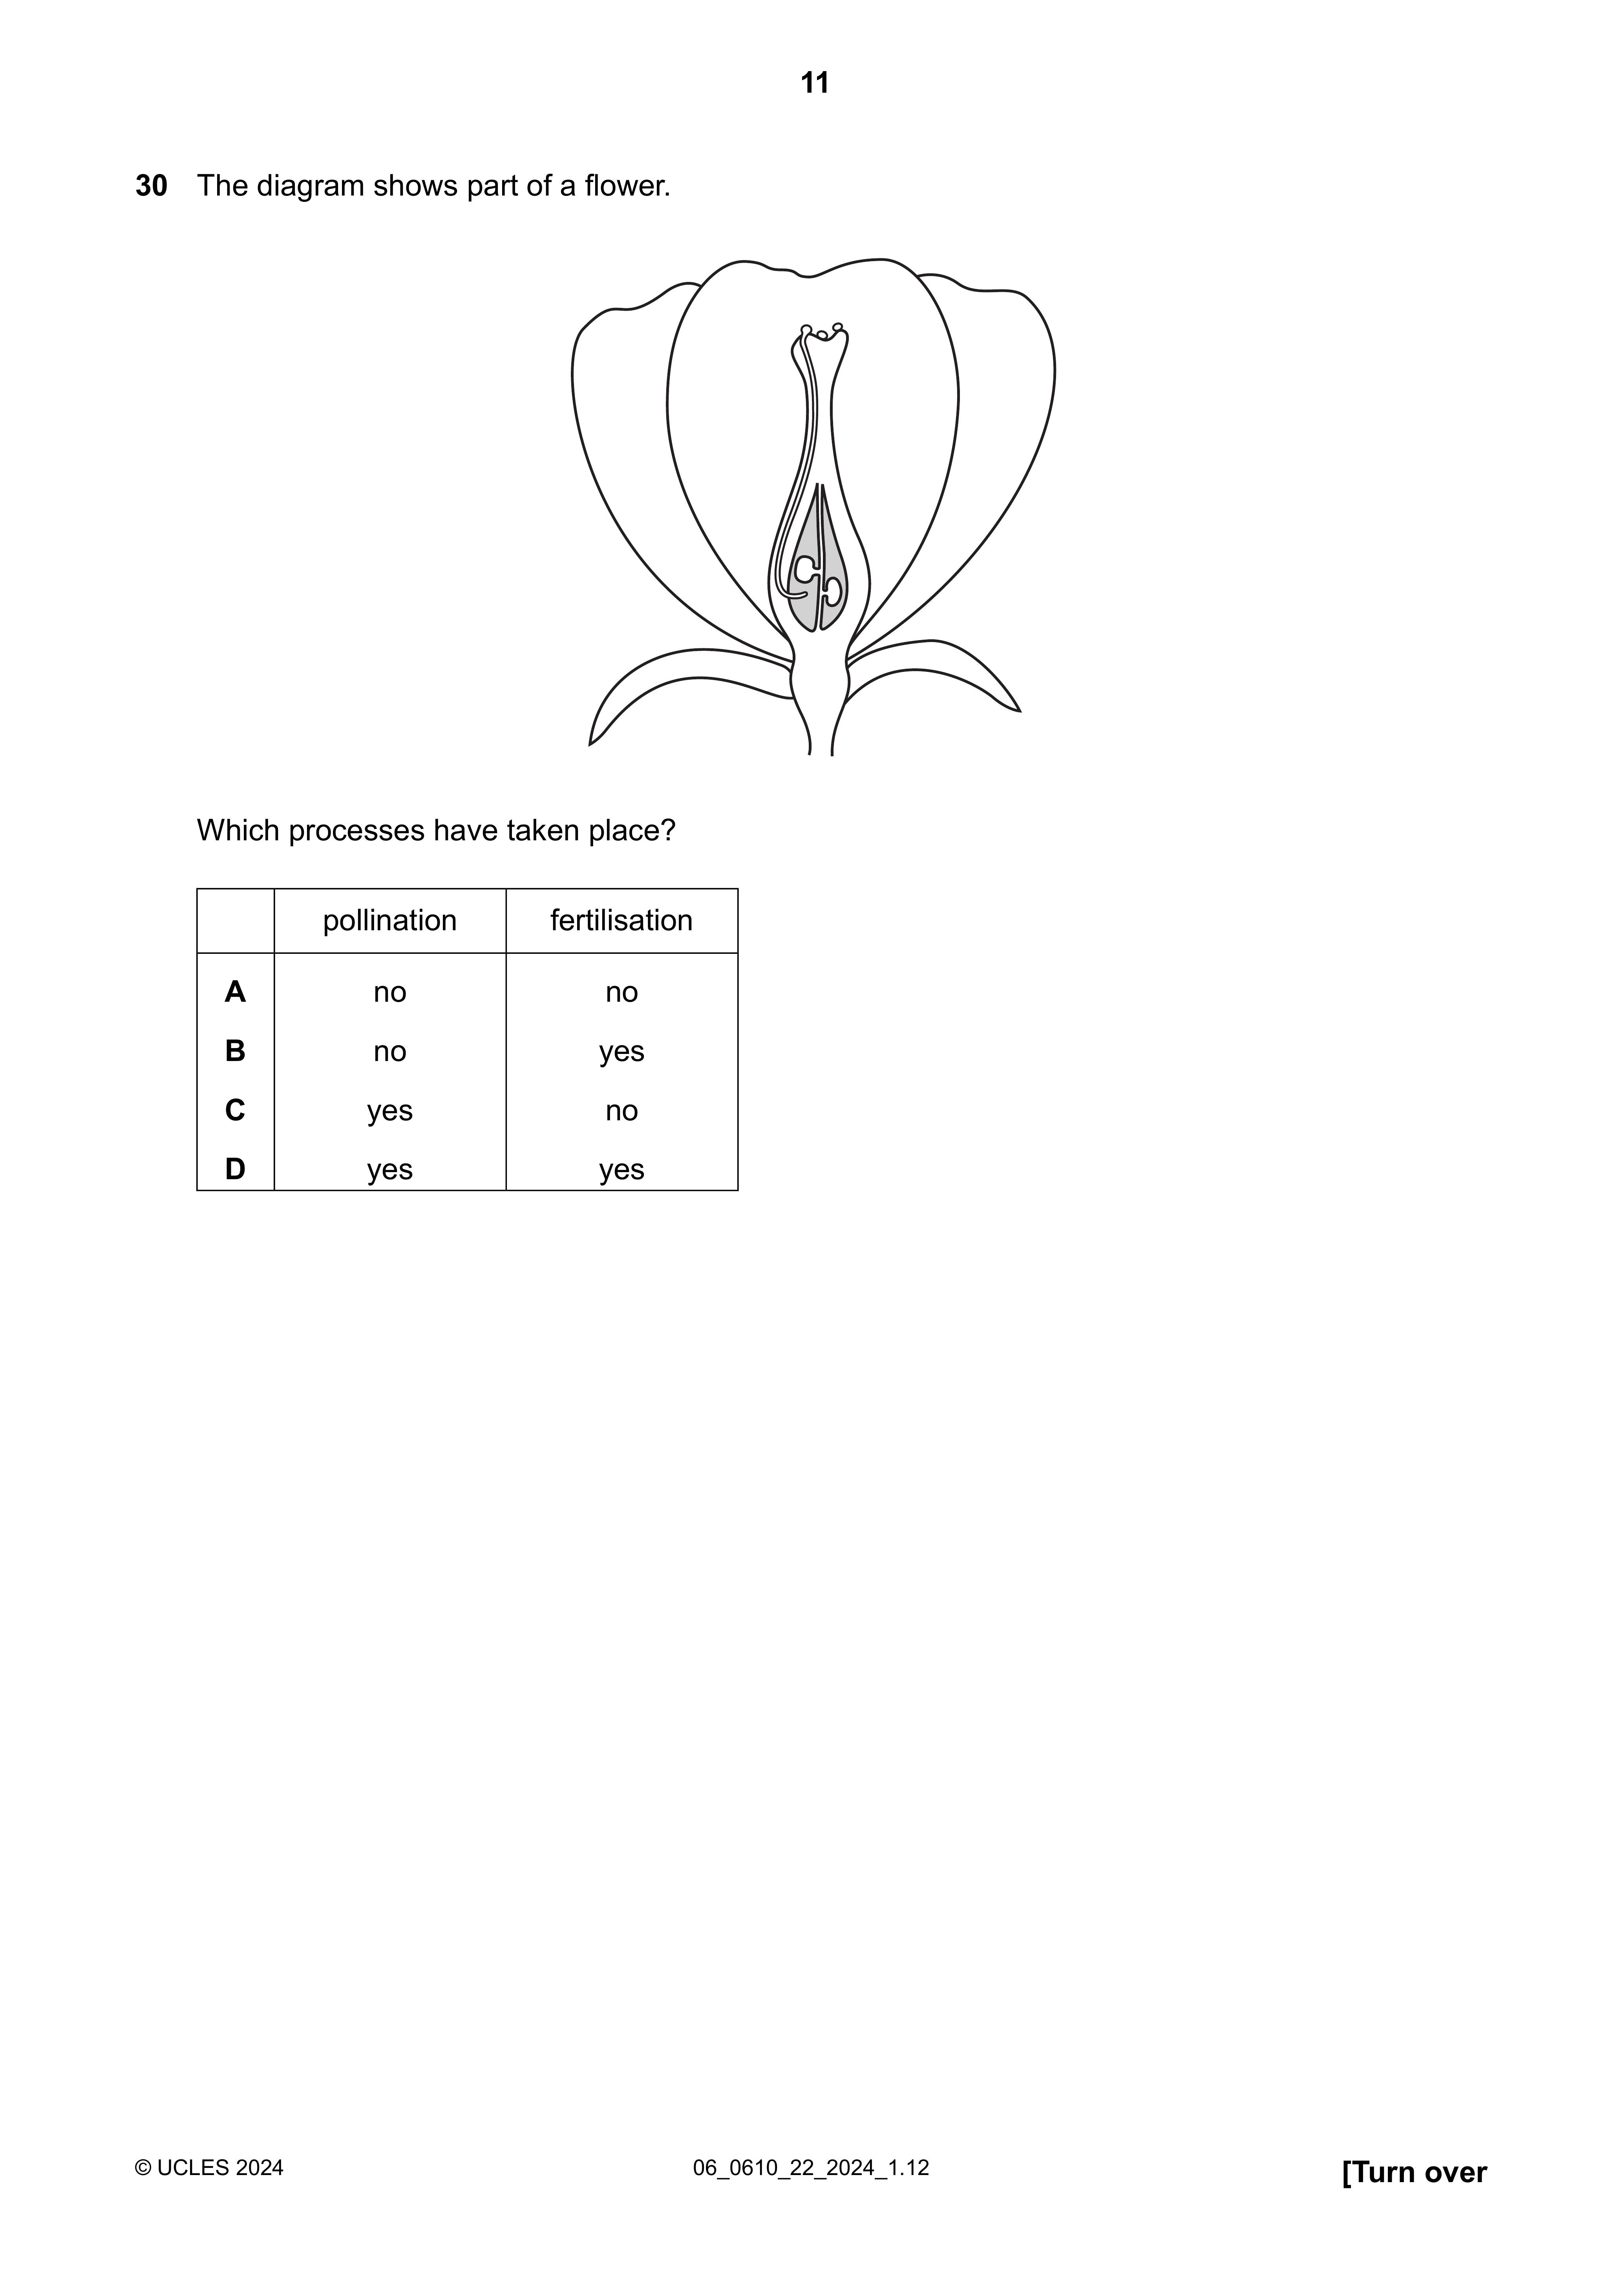 11
30 The diagram shows part of a flower.
Which processes have taken place?
pollination fertilisation
A no no
B no yes
C yes no
D yes yes
© UCLES 2024 06_0610_22_2024_1.12 [Turn over